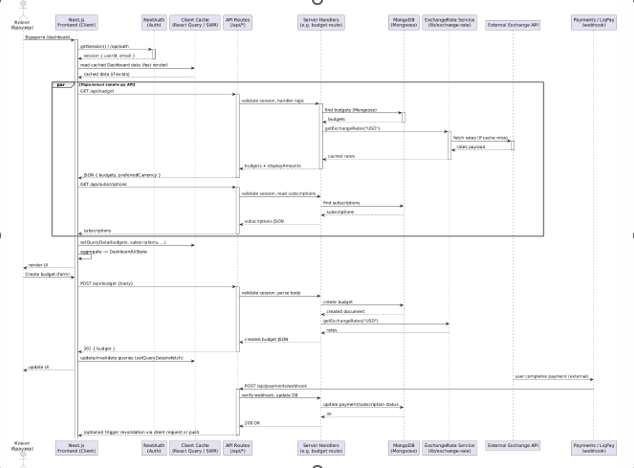 Клієнт
(Браузер)
Next.js
Frontend (Client)
NextAuth
(Auth)
Client Cache
(React Query / SWR)
API Routes
(/api/*)
Server Handlers
(e.g. budget route)
MongoDB
(Mongoose)
ExchangeRate Service
(lib/exchange-rate)
External Exchange API
Payments / LiqPay
(webhook)
Відкрити /dashboard
getSession() / /api/auth
session { userId, email }
read cached Dashboard data (fast render)
cached data (if exists)
par
[Паралельні запити до API]
GET /api/budget
validate session, handler logic
find budgets (Mongoose)
budgets
getExchangeRates("USD")
fetch rates (if cache miss)
rates payload
cached rates
budgets + displayAmounts
JSON { budgets, preferredCurrency }
GET /api/subscriptions
validate session, read subscriptions
find subscriptions
subscriptions
subscriptions JSON
subscriptions
setQueryData(budgets, subscriptions, ...)
aggregate -> DashboardUIState
render UI
Create budget (form)
POST /api/budget (body)
validate session, parse body
create budget
created document
getExchangeRates("USD")
rates
created budget JSON
201 { budget }
update/invalidate queries (setQueryData/refetch)
update UI
user completes payment (external)
POST /api/payments/webhook
verify webhook, update DB
update payment/subscription status
ok
200 OK
(optional) trigger revalidation via client request or push
Клієнт
(Браузер)
Next.js
Frontend (Client)
NextAuth
(Auth)
Client Cache
(React Query / SWR)
API Routes
(/api/*)
Server Handlers
(e.g. budget route)
MongoDB
(Mongoose)
ExchangeRate Service
(lib/exchange-rate)
External Exchange API
Payments / LiqPay
(webhook)